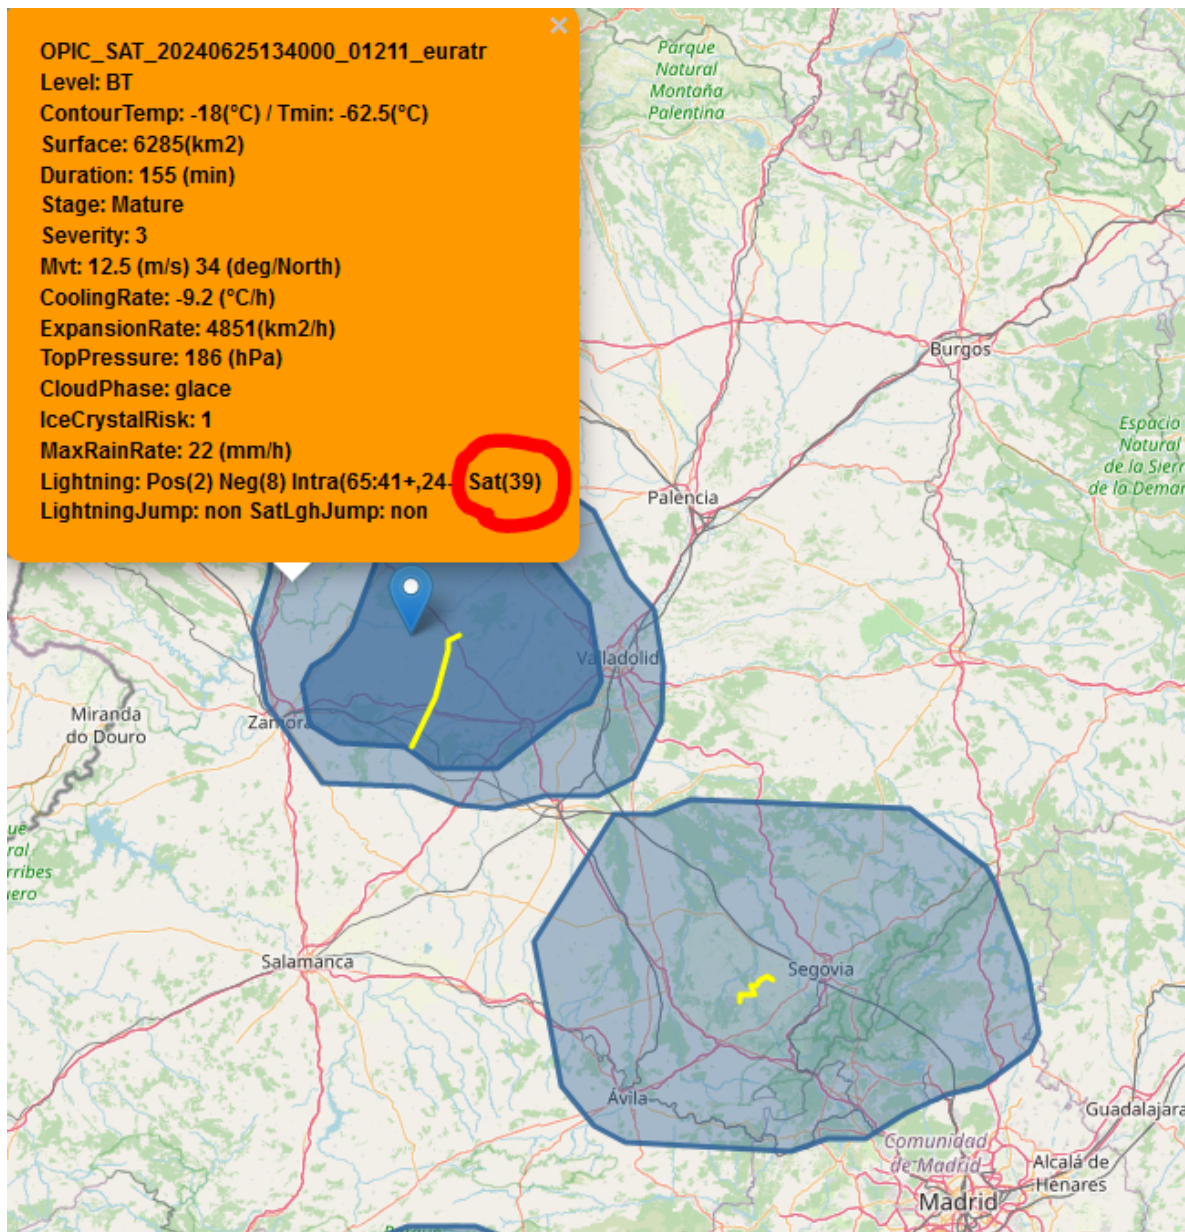 ×
OPIC_SAT_20240625134000_01211_euratr
Level: BT
ContourTemp: -18(°C) / Tmin: -62.5(°C)
Surface: 6285(km2)
Duration: 155 (min)
Stage: Mature
Severity: 3
Mvt: 12.5 (m/s) 34 (deg/North)
CoolingRate: -9.2 (°C/h)
ExpansionRate: 4851(km2/h)
TopPressure: 186 (hPa)
CloudPhase: glace
IceCrystalRisk: 1
MaxRainRate: 22 (mm/h)
Lightning: Pos(2) Neg(8) Intra(65:41+,24- Sat(39)
LightningJump: non SatLghJump: non
Parque
Natural
Montaña
Palentina
Burgos
Espacio
Natural
de la Sierr
de la Deman
Palencia
Valladolid
Miranda
do Douro
Zamora
Salamanca
Segovia
Ávila
Guadalajara
Comunidad
de Madrid
Alcalá de
Henares
Madrid